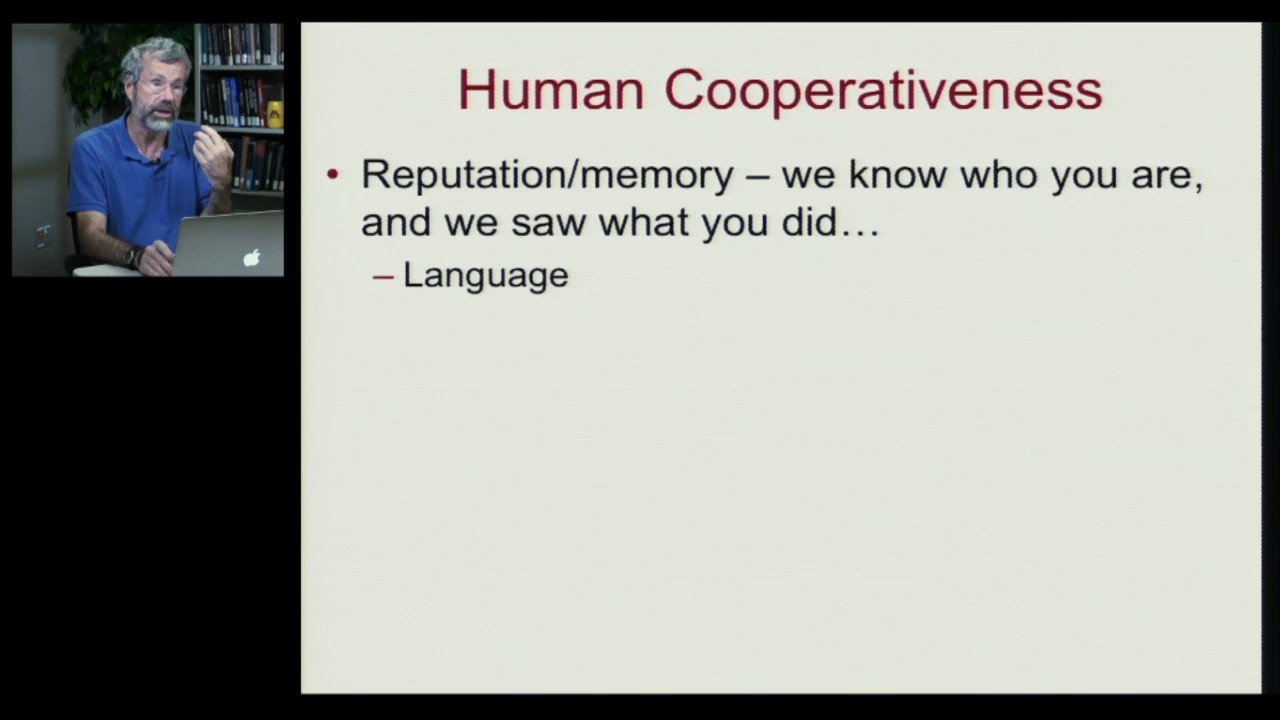 Human Cooperativeness
• Reputation/memory – we know who you are,
and we saw what you did…
– Language